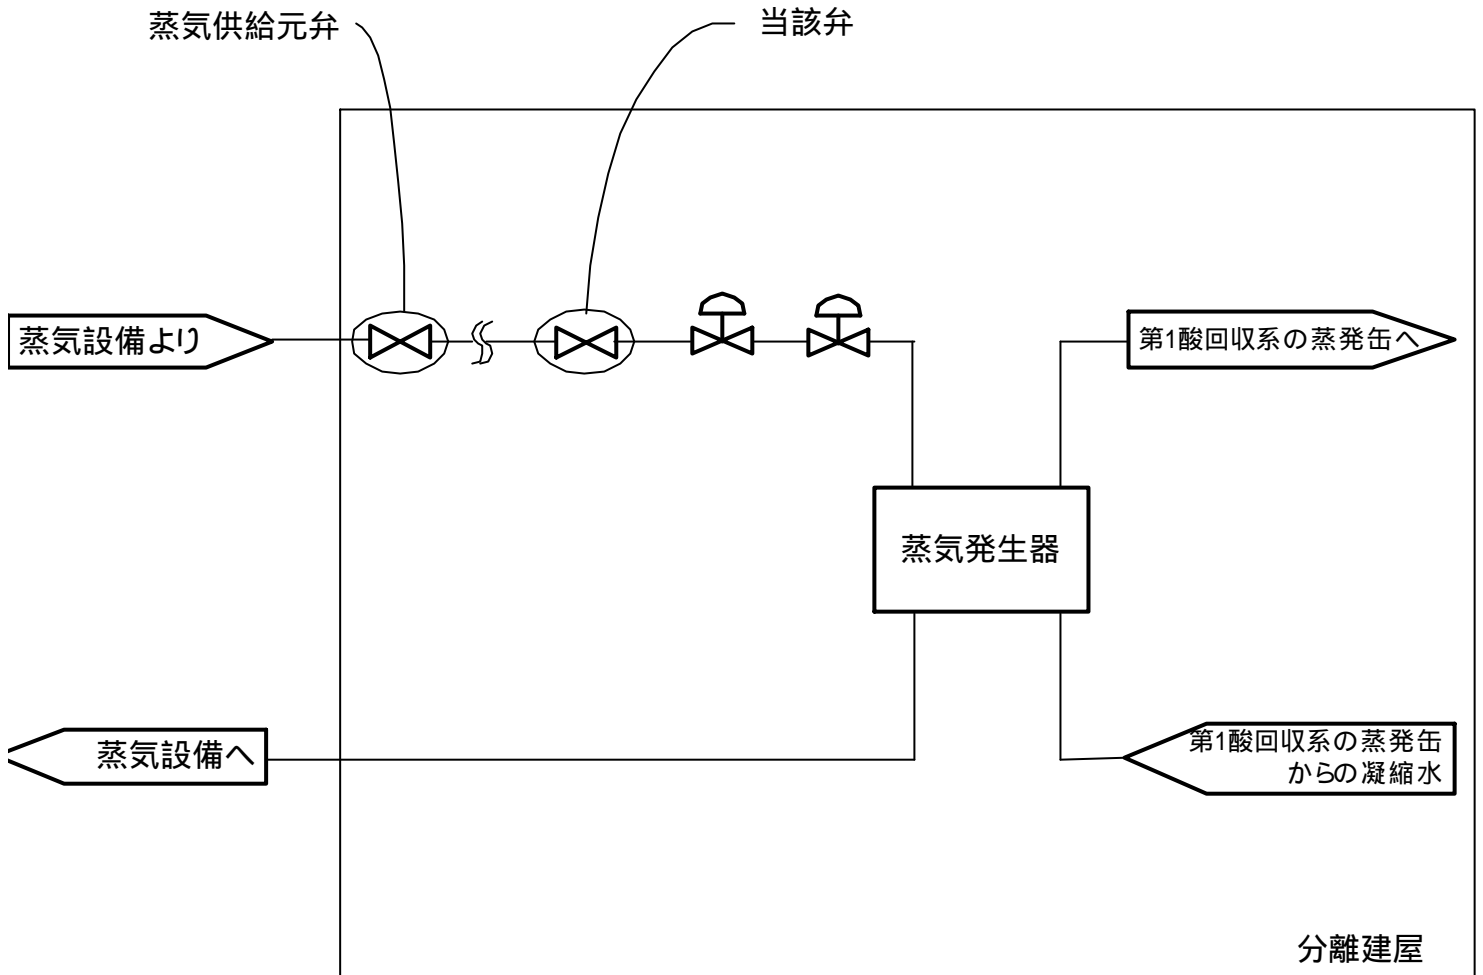 蒸気供給元弁
当該弁
蒸気設備より
第1酸回収系の蒸発缶へ
蒸気発生器
蒸気設備へ
第1酸回収系の蒸発缶
からの凝縮水
分離建屋